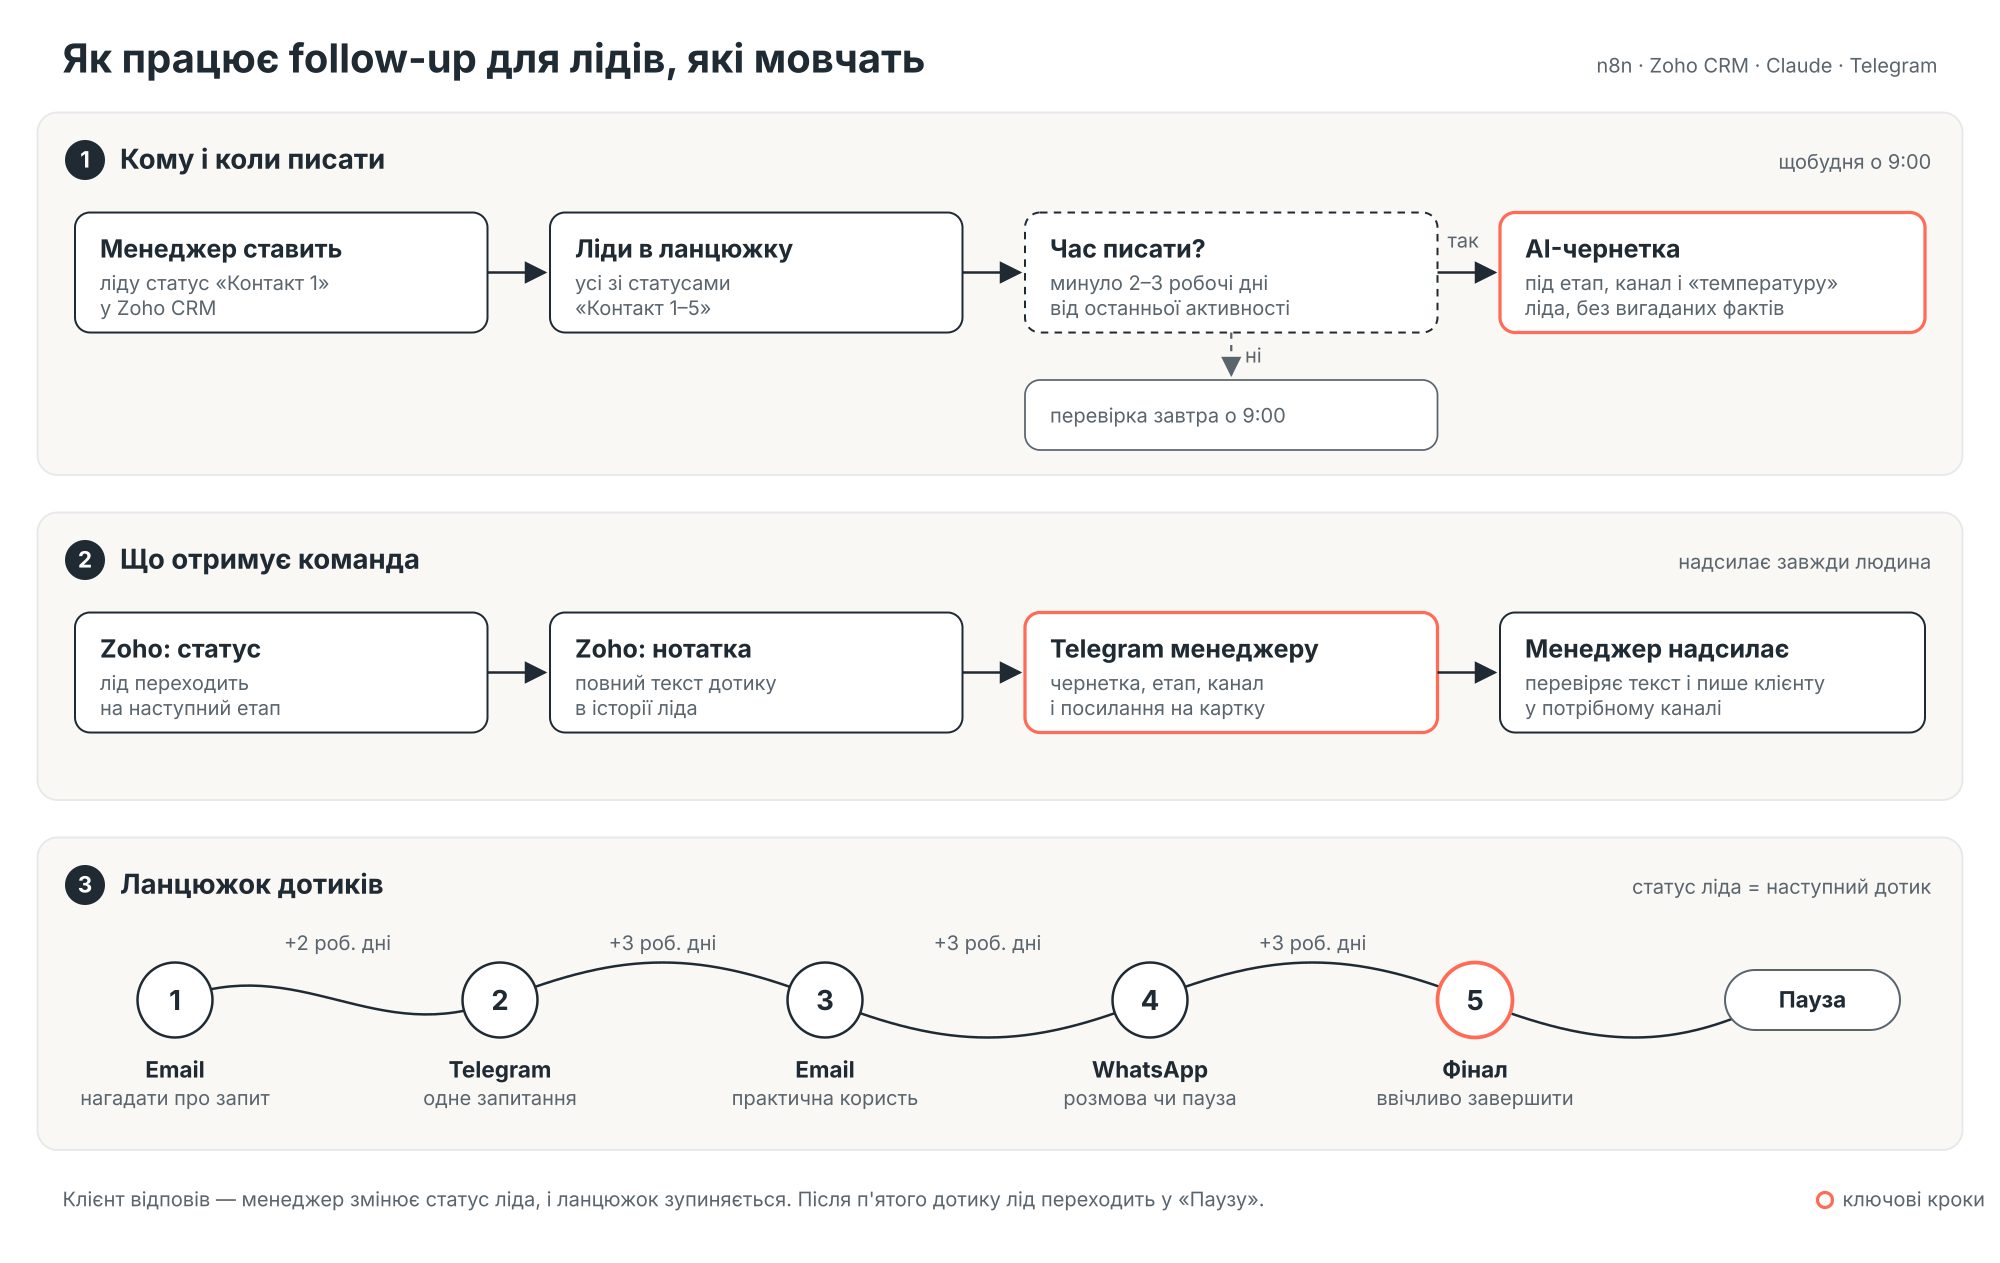 Як працює follow-up для лідів, які мовчать
n8n · Zoho CRM · Claude · Telegram
1 Кому і коли писати
щобудня о 9:00
Менеджер ставить
ліду статус «Контакт 1»
у Zoho CRM
Ліди в ланцюжку
усі зі статусами
«Контакт 1–5»
Час писати?
минуло 2–3 робочі дні
від останньої активності
так
AI-чернетка
під етап, канал і «температуру»
ліда, без вигаданих фактів
ні
перевірка завтра о 9:00
2 Що отримує команда
надсилає завжди людина
Zoho: статус
лід переходить
на наступний етап
Zoho: нотатка
повний текст дотику
в історії ліда
Telegram менеджеру
чернетка, етап, канал
і посилання на картку
Менеджер надсилає
перевіряє текст і пише клієнту
у потрібному каналі
3 Ланцюжок дотиків
статус ліда = наступний дотик
+2 роб. дні
+3 роб. дні
+3 роб. дні
+3 роб. дні
1
2
3
4
5
Пауза
Email
нагадати про запит
Telegram
одне запитання
Email
практична користь
WhatsApp
розмова чи пауза
Фінал
ввічливо завершити
Клієнт відповів — менеджер змінює статус ліда, і ланцюжок зупиняється. Після п'ятого дотику лід переходить у «Паузу».
ключові кроки